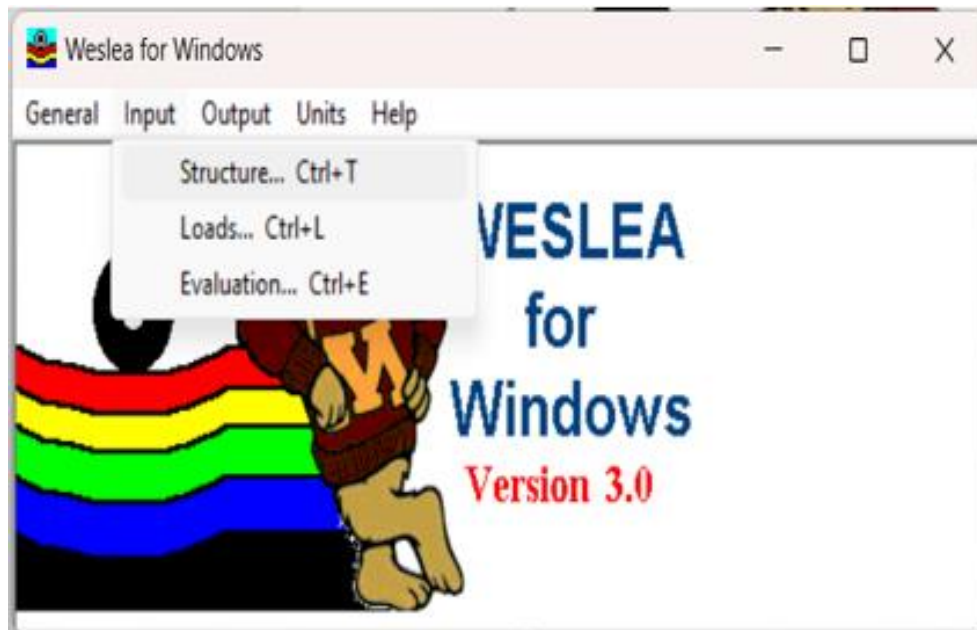 Weslea for Windows
General Input Output Units Help
Structure... Ctrl+T
Loads... Ctrl+L
Evaluation... Ctrl+E
WESLEA
for
Windows
Version 3.0